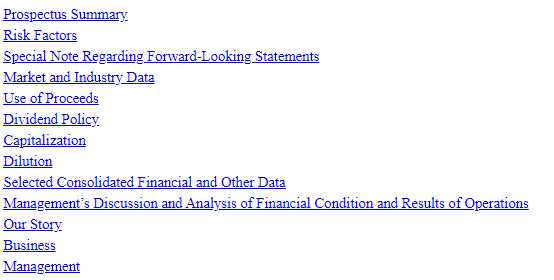 Prospectus Summary
Risk Factors
Special Note Regarding Forward-Looking Statements
Market and Industry Data
Use of Proceeds
Dividend Policy
Capitalization
Dilution
Selected Consolidated Financial and Other Data
Management’s Discussion and Analysis of Financial Condition and Results of Operations
Our Story
Business
Management